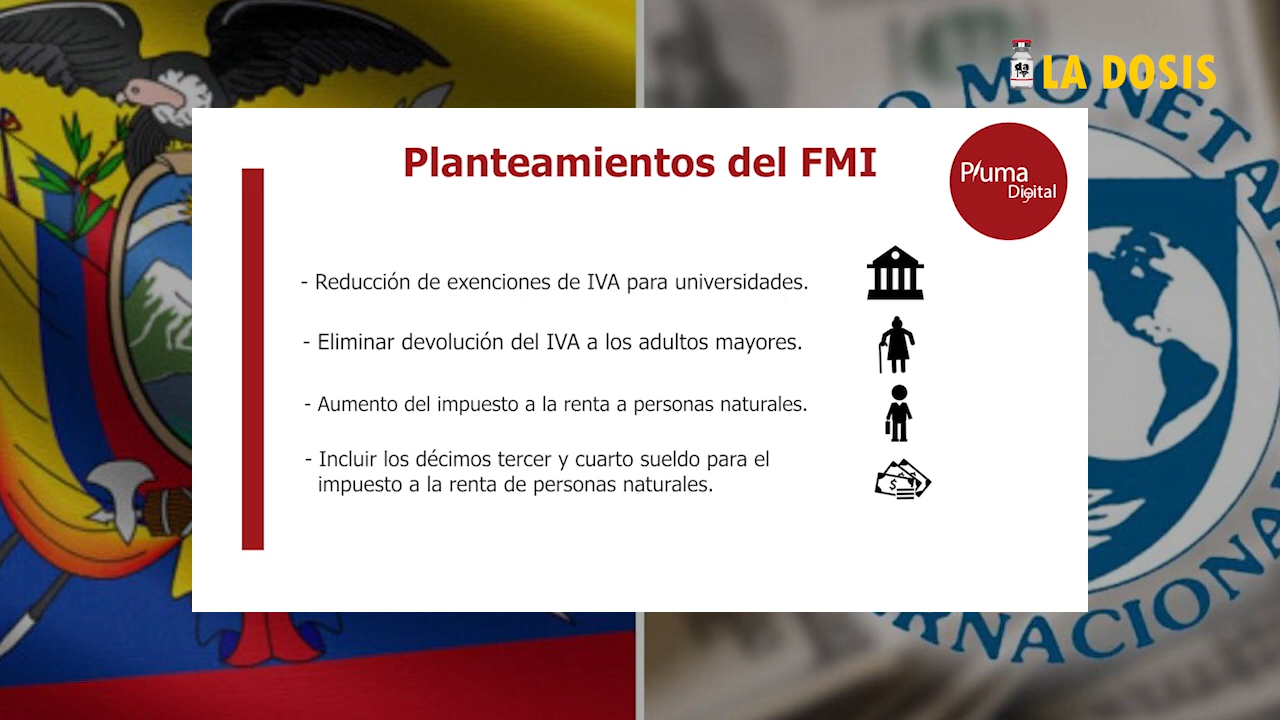 LA DOSIS
O MONETA
Planteamientos del FMI
Pluma
Digital
- Reducción de exenciones de IVA para universidades.
- Eliminar devolución del IVA a los adultos mayores.
- Aumento del impuesto a la renta a personas naturales.
- Incluir los décimos tercer y cuarto sueldo para el
impuesto a la renta de personas naturales.
$
RNACIONA